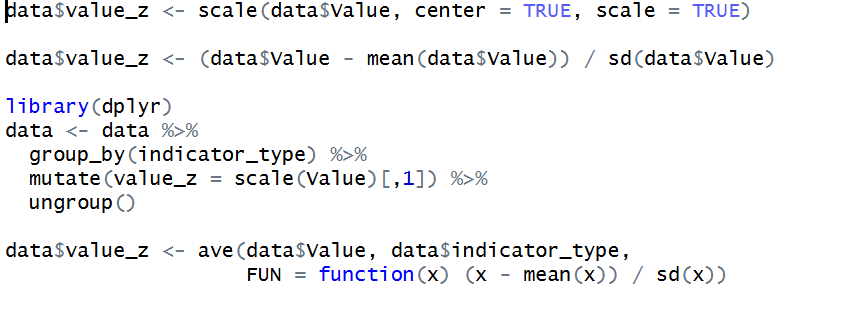 data$value_z <- scale(data$Value, center = TRUE, scale = TRUE)
data$value_z <- (data$Value - mean(data$Value)) / sd(data$Value)
library(dplyr)
data <- data %>%
  group_by(indicator_type) %>%
  mutate(value_z = scale(Value)[,1]) %>%
  ungroup()
data$value_z <- ave(data$Value, data$indicator_type,
                    FUN = function(x) (x - mean(x)) / sd(x))